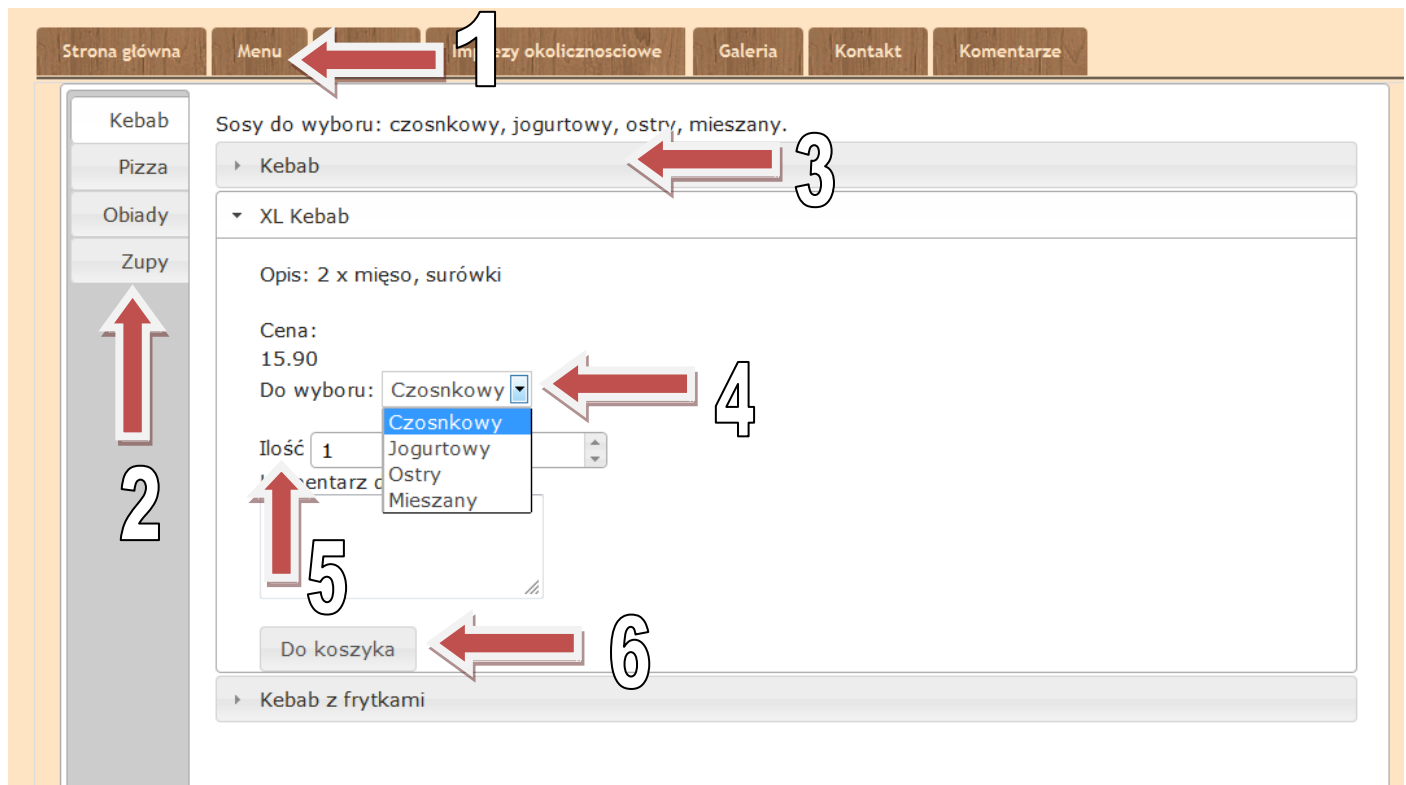 Strona główna Menu okolicznosciowe Galeria Kontakt Komentarze
1
Kebab
Pizza
Obiady
Zupy
2
Sosy do wyboru: czosnkowy, jogurtowy, ostry, mieszany.
Kebab
3
XL Kebab
Opis: 2 x mięso, surówki
Cena:
15.90
Do wyboru: Czosnkowy
4
Czosnkowy
Jogurtowy
Ostry
Mieszany
Ilość 1
5
Do koszyka
6
Kebab z frytkami